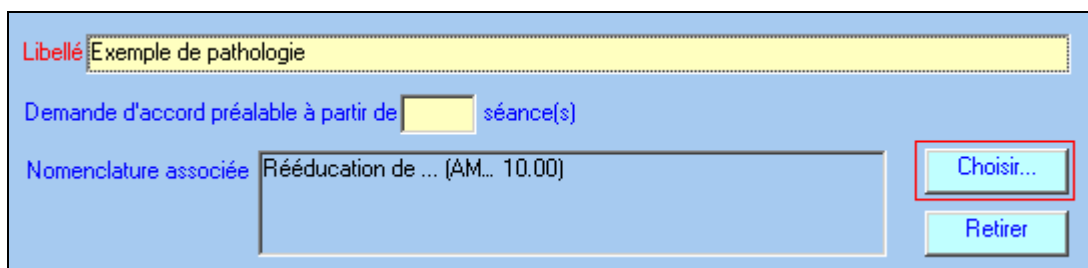 Libellé Exemple de pathologie
Demande d'accord préalable à partir de séance(s)
Nomenclature associée Rééducation de ... (AM... 10.00) Choisir...
Retirer